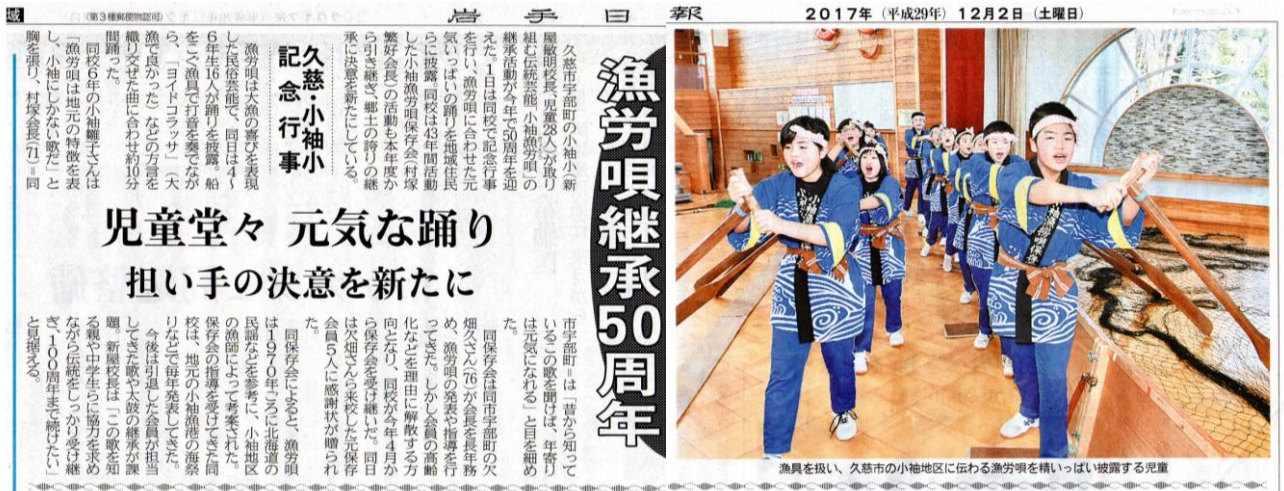 域
(第3種郵便物認可)
岩手日報
2017年(平成29年)12月2日(土曜日)
漁労唄継承50周年
久慈・小袖小
記念行事
児童堂々 元気な踊り
担い手の決意を新たに
久慈市宇部町の小袖小(新
屋敏明校長、児童28人)が取り
組む伝統芸能「小袖漁労唄」の
継承活動が今年で50周年を迎
えた。1日は同校で記念行事
を行い、漁労唄に合わせた元
気いっぱいの踊りを地域住民
らに披露。同校は43年間活動
した小袖漁労唄保存会(村塚
繁好会長)の活動も本年度か
ら引き継ぎ、郷土の誇りの継
承に決意を新たにしている。
漁労唄は大漁の喜びを表現
した民俗芸能で、同日は4〜
6年生16人が踊りを披露。船
をこぐ漁具で打音を奏でなが
ら、「ヨイドコラッサ」(大
漁で良かった)などの方言を
織り交ぜた曲に合わせ約10分
間踊った。
同校6年の小袖雛子さんは
「漁労唄は地元の特徴を表
し、小袖にしかない歌だ」と
胸を張り、村塚会長(71)=同
市宇部町=は「昔から知って
いるこの歌を聞けば、年寄り
は元気になれる」と目を細め
た。
同保存会は同市宇部町の欠
畑久さん(76)が会長を長年務
め、漁労唄の発表や指導を行
ってきた。しかし会員の高齢
化などを理由に解散する方
向となり、同校が今年4月か
ら保存会を受け継いだ。同日
は欠畑さんら来校した元保存
会員5人に感謝状が贈られ
た。
同保存会によると、漁労唄
は1970年ごろに北海道の
民謡などを参考に、小袖地区
の漁師によって考案された。
保存会の指導を受けてきた同
校は、地元の小袖漁港の海祭
りなどで毎年発表してきた。
今後は引退した会員が担当
してきた歌や太鼓の継承が課
題。新屋校長は「この歌を知
る親や中学生らに協力を求め
ながら伝統をしっかり受け継
ぎ、100周年まで続けたい」
と見据える。
漁具を扱い、久慈市の小袖地区に伝わる漁労唄を精いっぱい披露する児童